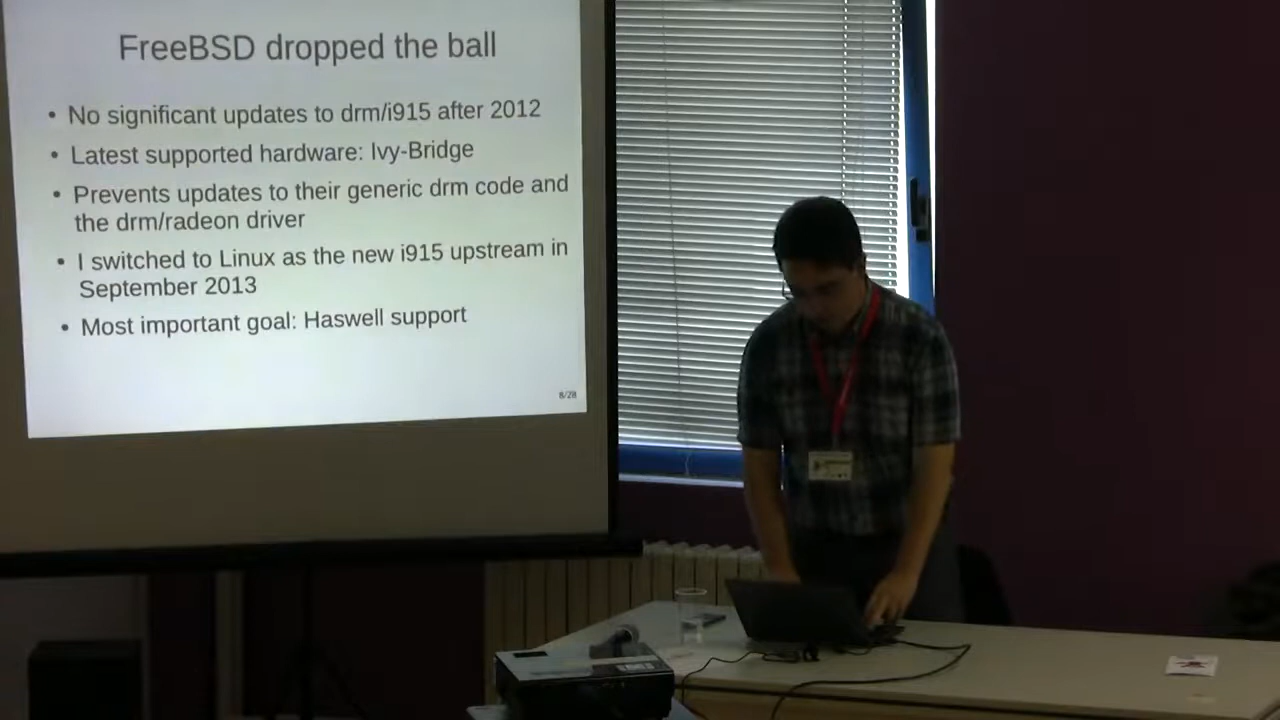 FreeBSD dropped the ball
• No significant updates to drm/i915 after 2012
• Latest supported hardware: Ivy-Bridge
• Prevents updates to their generic drm code and
the drm/radeon driver
• I switched to Linux as the new i915 upstream in
September 2013
• Most important goal: Haswell support
8/28